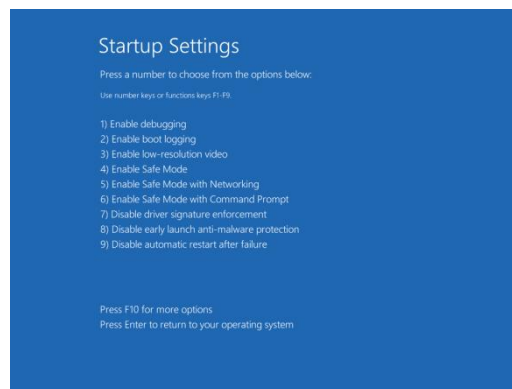 Startup Settings
Press a number to choose from the options below:
Use number keys or functions keys F1-F9.
1) Enable debugging
2) Enable boot logging
3) Enable low-resolution video
4) Enable Safe Mode
5) Enable Safe Mode with Networking
6) Enable Safe Mode with Command Prompt
7) Disable driver signature enforcement
8) Disable early launch anti-malware protection
9) Disable automatic restart after failure
Press F10 for more options
Press Enter to return to your operating system